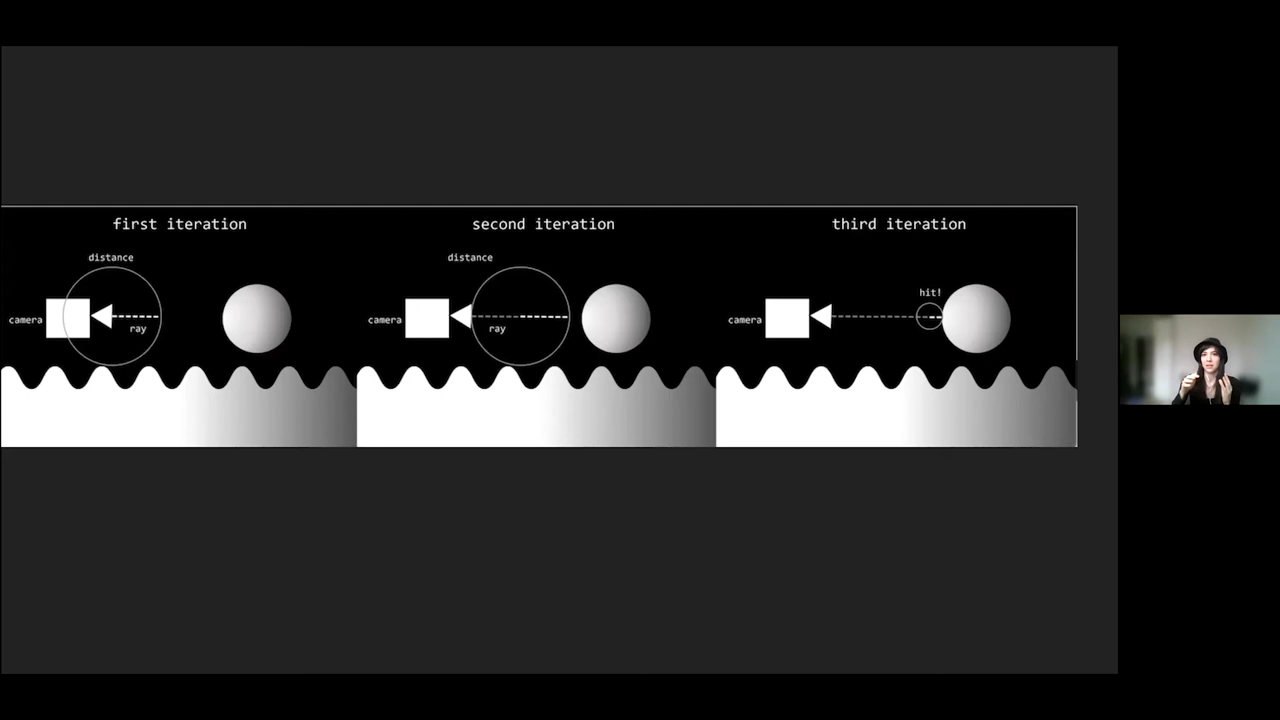 first iteration
distance
camera
ray
second iteration
distance
camera
ray
third iteration
hit!
camera